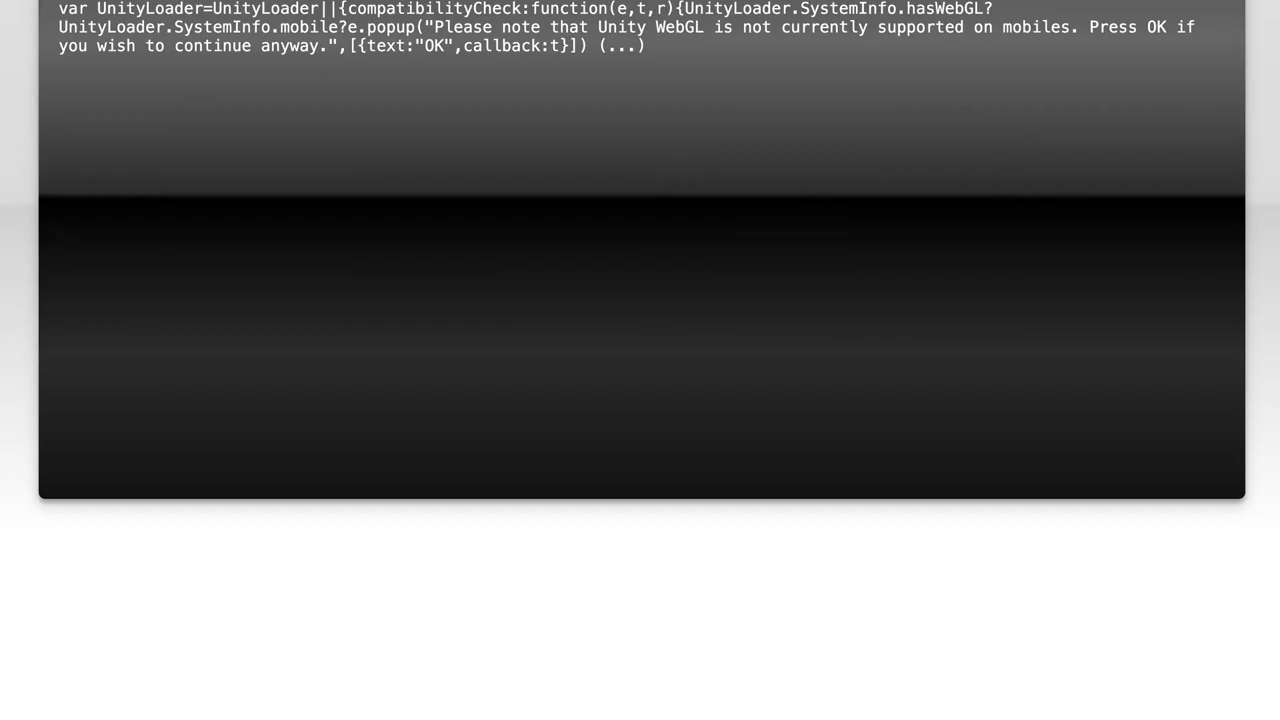 var UnityLoader=UnityLoader||{compatibilityCheck:function(e,t,r){UnityLoader.SystemInfo.hasWebGL?
UnityLoader.SystemInfo.mobile?e.popup("Please note that Unity WebGL is not currently supported on mobiles. Press OK if
you wish to continue anyway.",[{text:"OK",callback:t}]) (...)